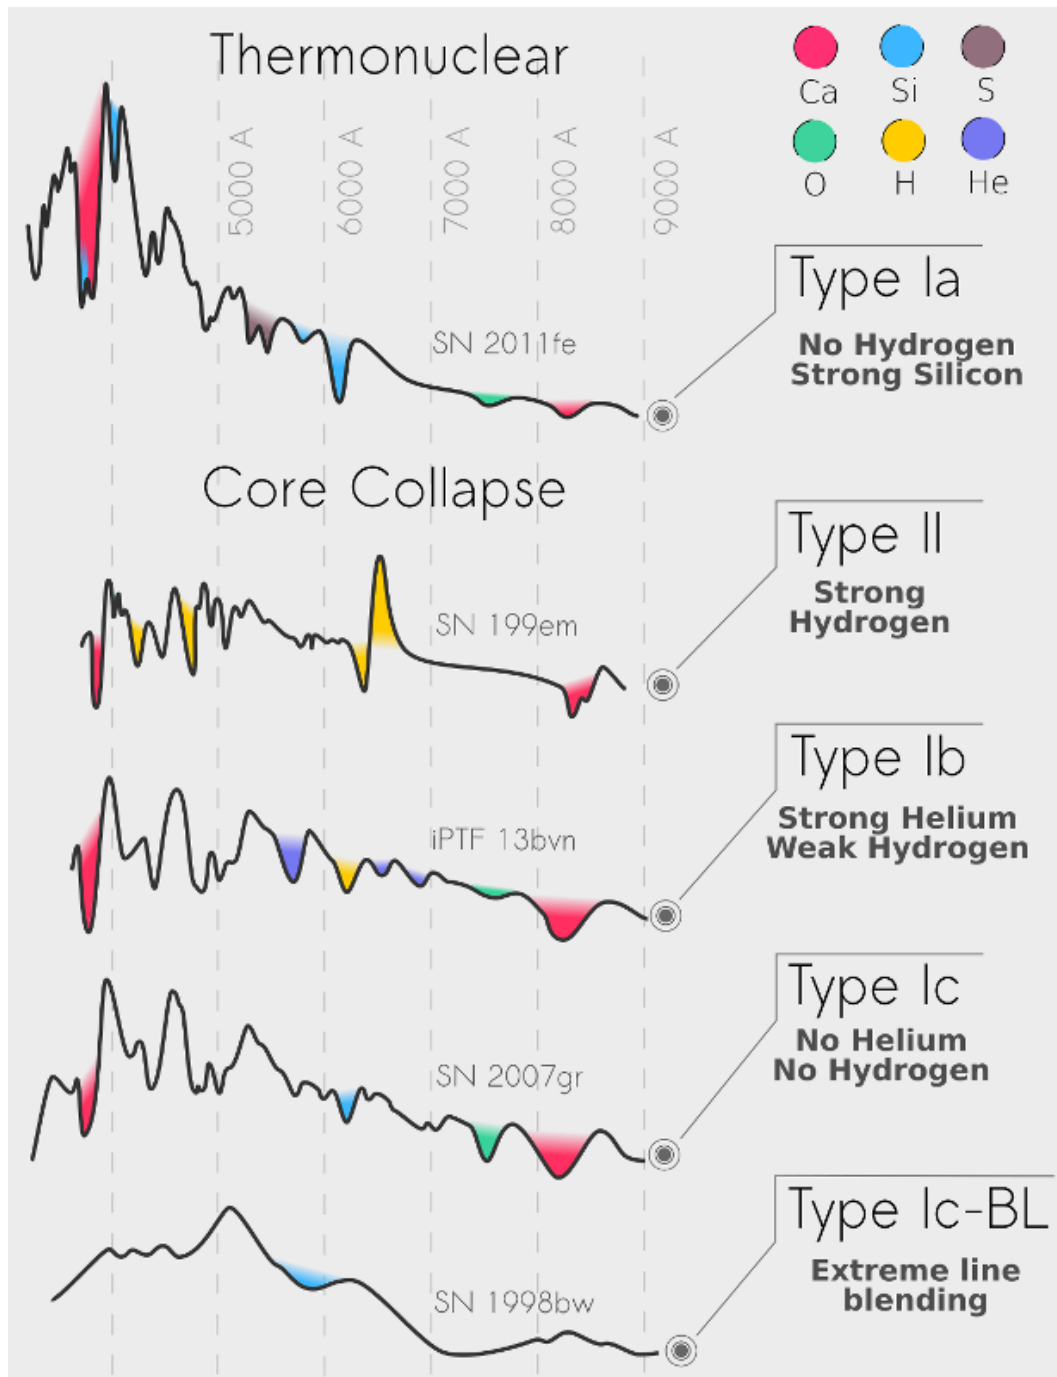 Thermonuclear
Ca Si S
O H He
5000 A
6000 A
7000 A
8000 A
9000 A
Type Ia
No Hydrogen
Strong Silicon
SN 2011fe
Core Collapse
Type II
Strong
Hydrogen
SN 199em
Type Ib
Strong Helium
Weak Hydrogen
iPTF 13bvn
Type Ic
No Helium
No Hydrogen
SN 2007gr
Type Ic-BL
Extreme line
blending
SN 1998bw